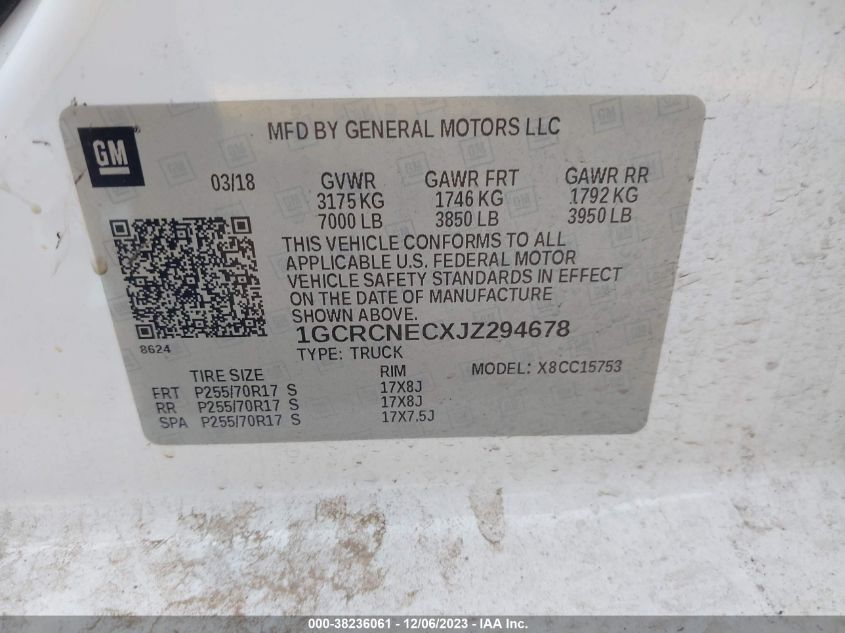 MFD BY GENERAL MOTORS LLC
GM
03/18 GVWR GAWR FRT GAWR RR
3175 KG 1746 KG 1792 KG
7000 LB 3850 LB 3950 LB
THIS VEHICLE CONFORMS TO ALL
APPLICABLE U.S. FEDERAL MOTOR
VEHICLE SAFETY STANDARDS IN EFFECT
ON THE DATE OF MANUFACTURE
SHOWN ABOVE.
1GCRCNECXJZ294678
8624
TYPE: TRUCK
MODEL: X8CC15753
TIRE SIZE RIM
FRT P255/70R17 S 17X8J
RR P255/70R17 S 17X8J
SPA P255/70R17 S 17X7.5J
000-38236061 - 12/06/2023 - IAA Inc.